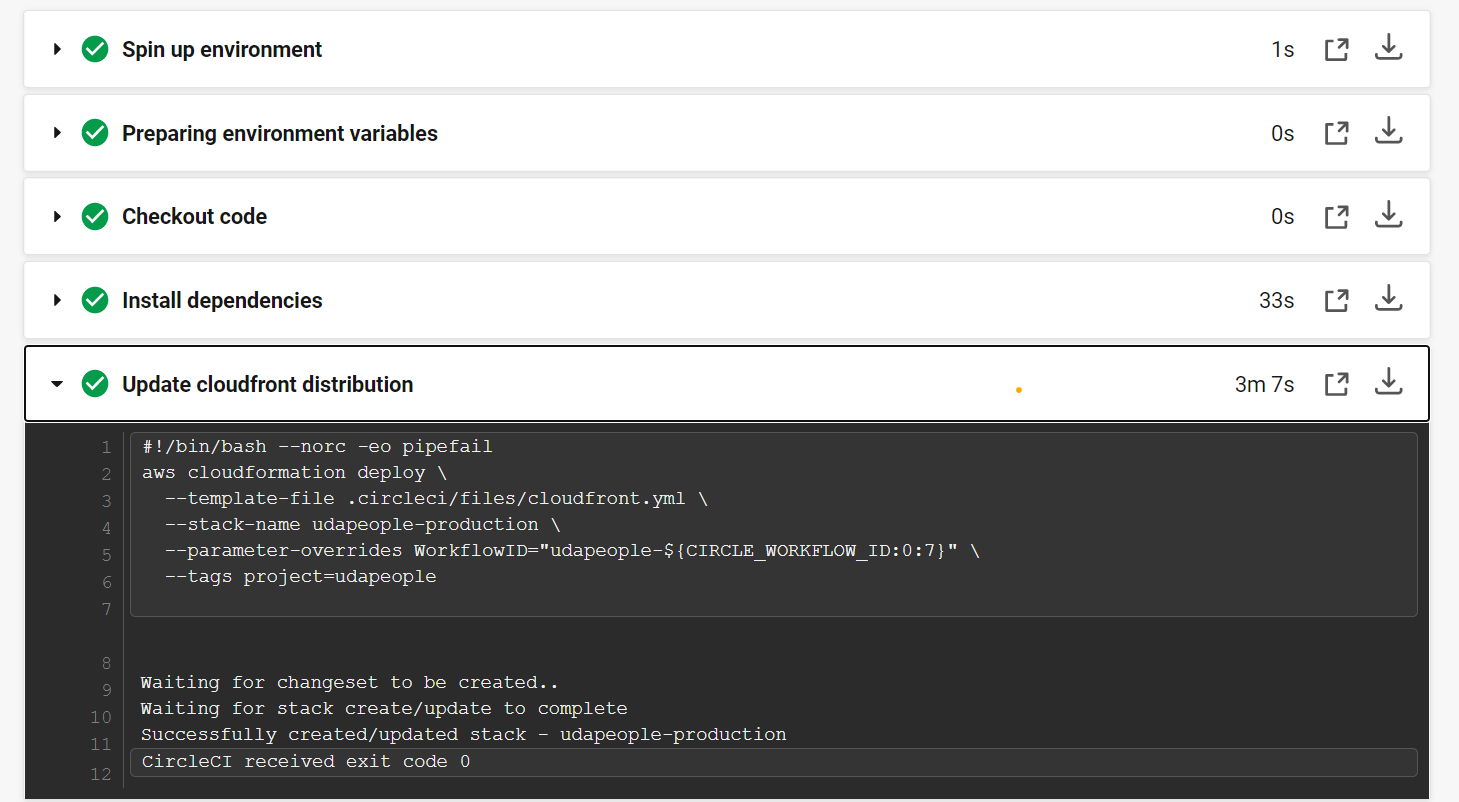 Spin up environment 1s
Preparing environment variables 0s
Checkout code 0s
Install dependencies 33s
Update cloudfront distribution 3m 7s
1 #!/bin/bash --norc -eo pipefail
2 aws cloudformation deploy \
3 --template-file .circleci/files/cloudfront.yml \
4 --stack-name udapeople-production \
5 --parameter-overrides WorkflowID="udapeople-${CIRCLE_WORKFLOW_ID:0:7}" \
6 --tags project=udapeople
7
8
9 Waiting for changeset to be created..
10 Waiting for stack create/update to complete
11 Successfully created/updated stack - udapeople-production
12 CircleCI received exit code 0